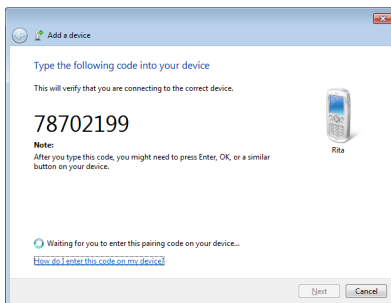 Add a device
Type the following code into your device
This will verify that you are connecting to the correct device.
78702199
Note:
After you type this code, you might need to press Enter, OK, or a similar
button on your device.
Rita
Waiting for you to enter this pairing code on your device...
How do I enter this code on my device?
Next
Cancel